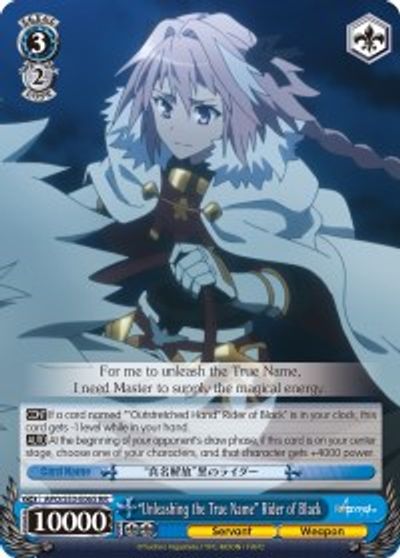 3
2
For me to unleash the True Name,
I need Master to supply the magical energy.
CONT If a card named "Outstretched Hand" Rider of Black" is in your clock, this card gets -1 level while in your hand.
AUTO At the beginning of your opponent's draw phase, if this card is on your center stage, choose one of your characters, and that character gets +4000 power.
Card Name
"真名解放"黒のライダー
10000
"Unleashing the True Name" Rider of Black
Servant
Weapon